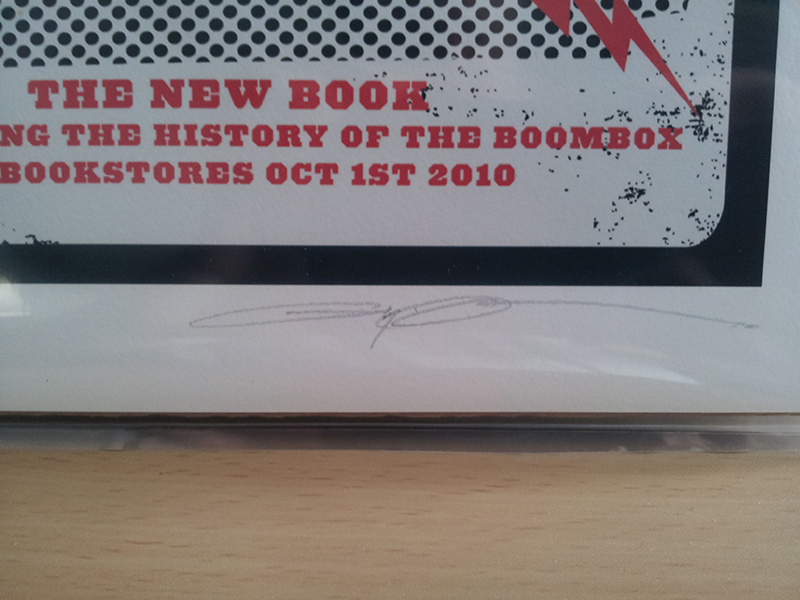 THE NEW BOOK
NG THE HISTORY OF THE BOOMBOX
BOOKSTORES OCT 1ST 2010